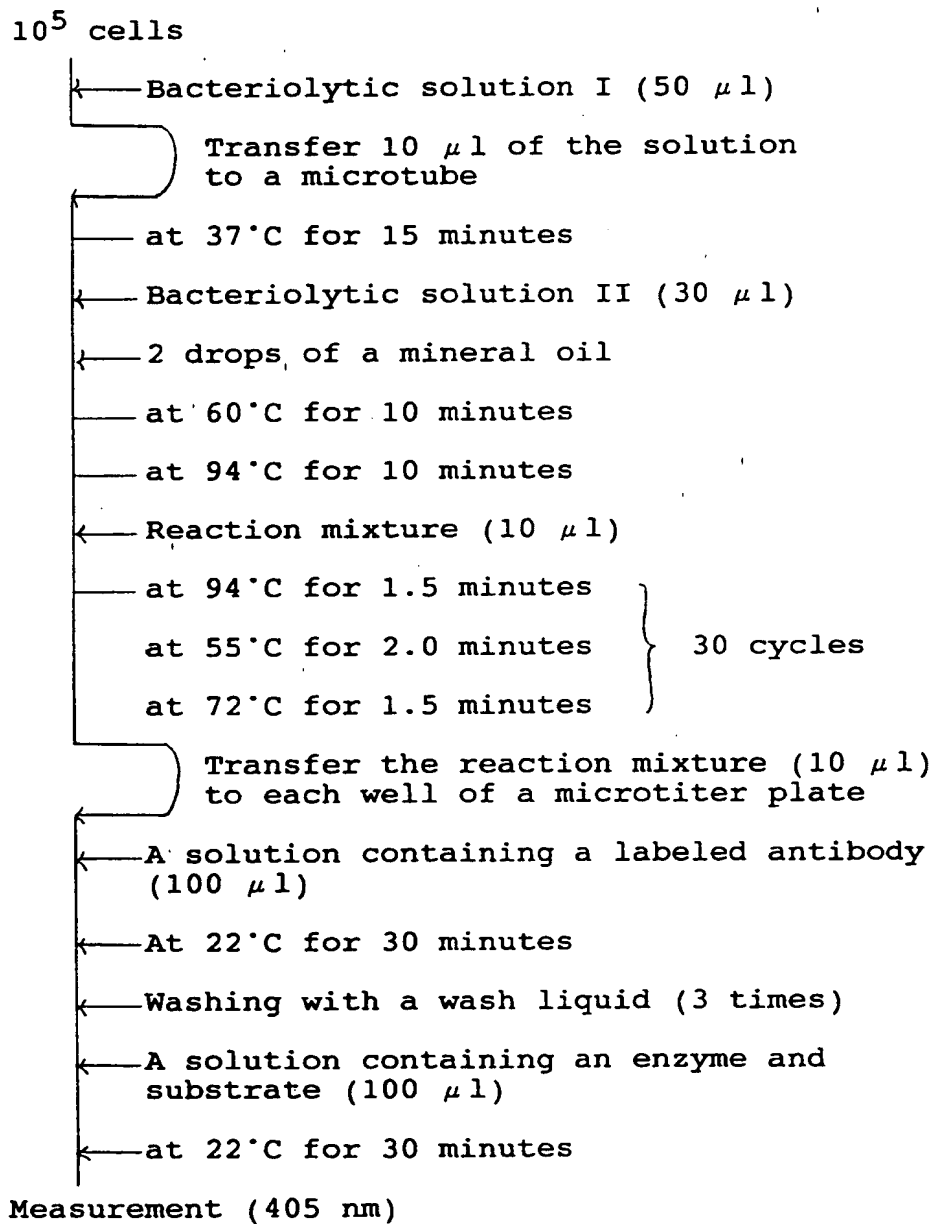 10⁵ cells
Bacteriolytic solution I (50 μl)
Transfer 10 μl of the solution
to a microtube
at 37°C for 15 minutes
Bacteriolytic solution II (30 μl)
2 drops of a mineral oil
at 60°C for 10 minutes
at 94°C for 10 minutes
Reaction mixture (10 μl)
at 94°C for 1.5 minutes
at 55°C for 2.0 minutes
30 cycles
at 72°C for 1.5 minutes
Transfer the reaction mixture (10 μl)
to each well of a microtiter plate
A solution containing a labeled antibody
(100 μl)
At 22°C for 30 minutes
Washing with a wash liquid (3 times)
A solution containing an enzyme and
substrate (100 μl)
at 22°C for 30 minutes
Measurement (405 nm)